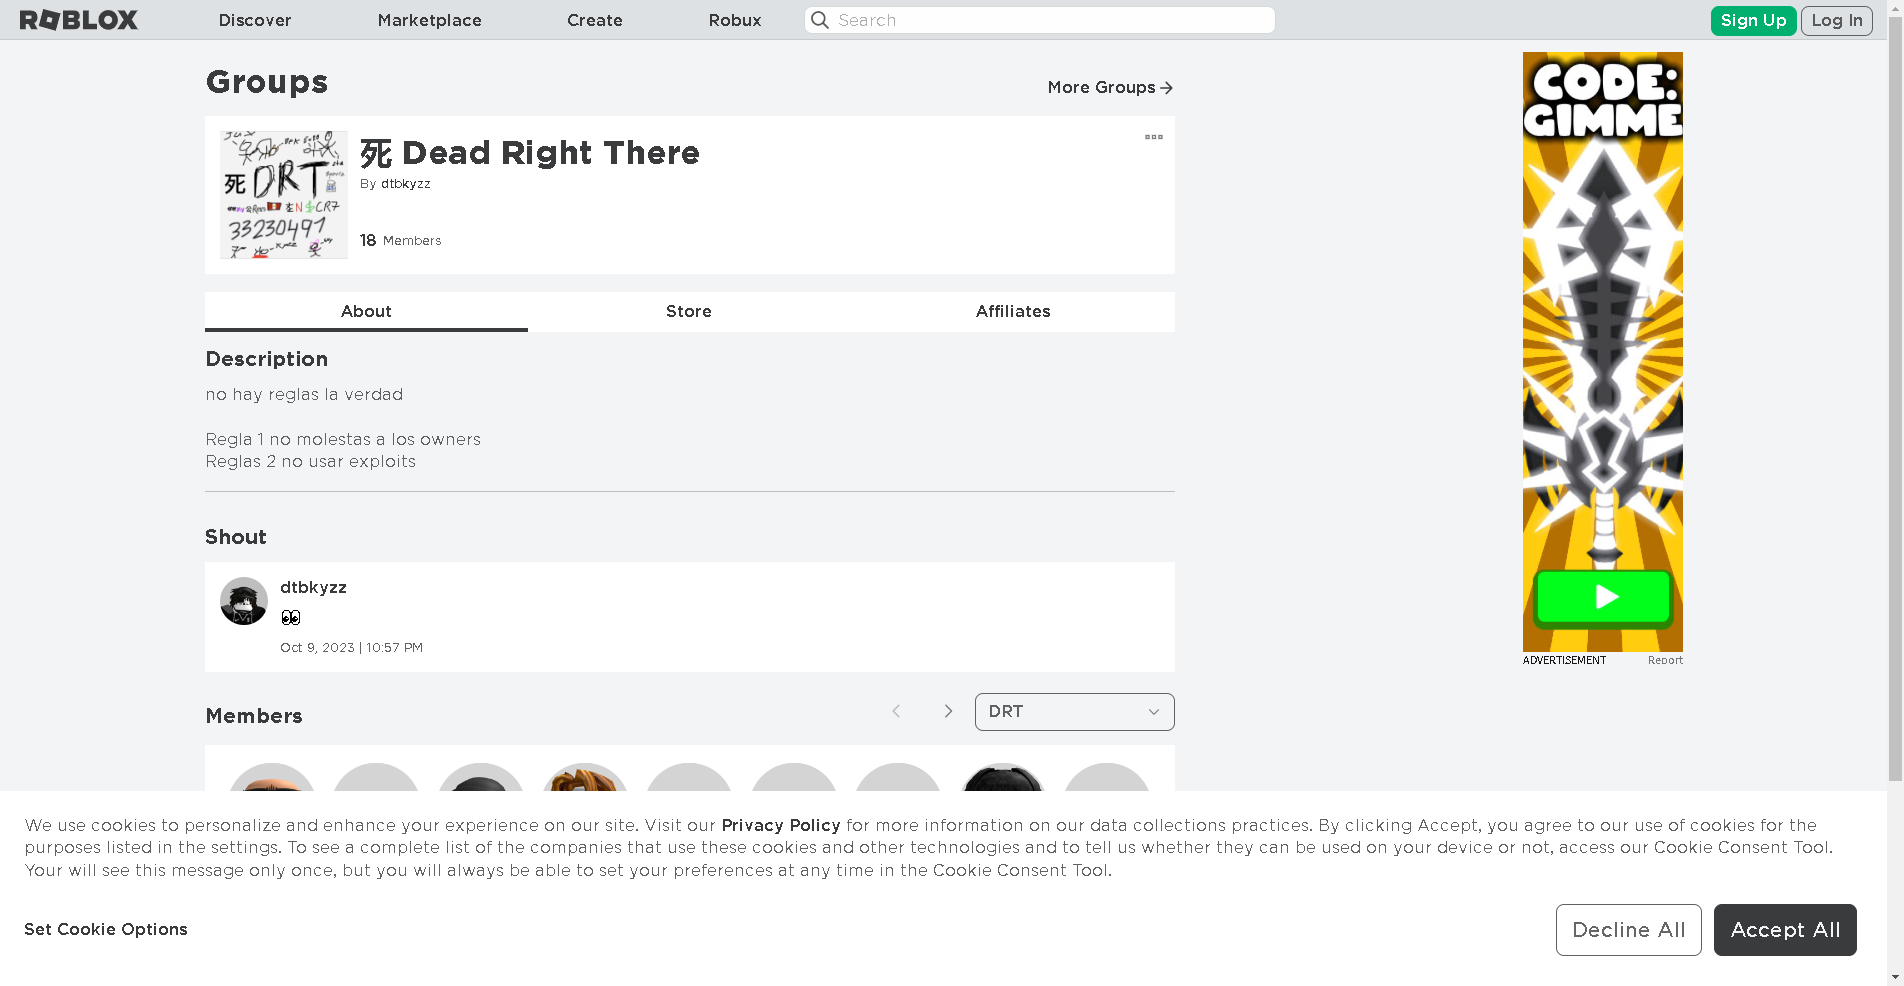 ROBLOX Discover Marketplace Create Robux Search Sign Up Log In
Groups
More Groups
死 Dead Right There
By dtbkyzz
18 Members
死 DRT
CR7
33230497
About Store Affiliates
Description
no hay reglas la verdad
Regla 1 no molestas a los owners
Reglas 2 no usar exploits
Shout
dtbkyzz
👀
Oct 9, 2023 | 10:57 PM
Members
DRT
CODE:
GIMME
ADVERTISEMENT Report
We use cookies to personalize and enhance your experience on our site. Visit our Privacy Policy for more information on our data collections practices. By clicking Accept, you agree to our use of cookies for the
purposes listed in the settings. To see a complete list of the companies that use these cookies and other technologies and to tell us whether they can be used on your device or not, access our Cookie Consent Tool.
Your will see this message only once, but you will always be able to set your preferences at any time in the Cookie Consent Tool.
Set Cookie Options
Decline All Accept All